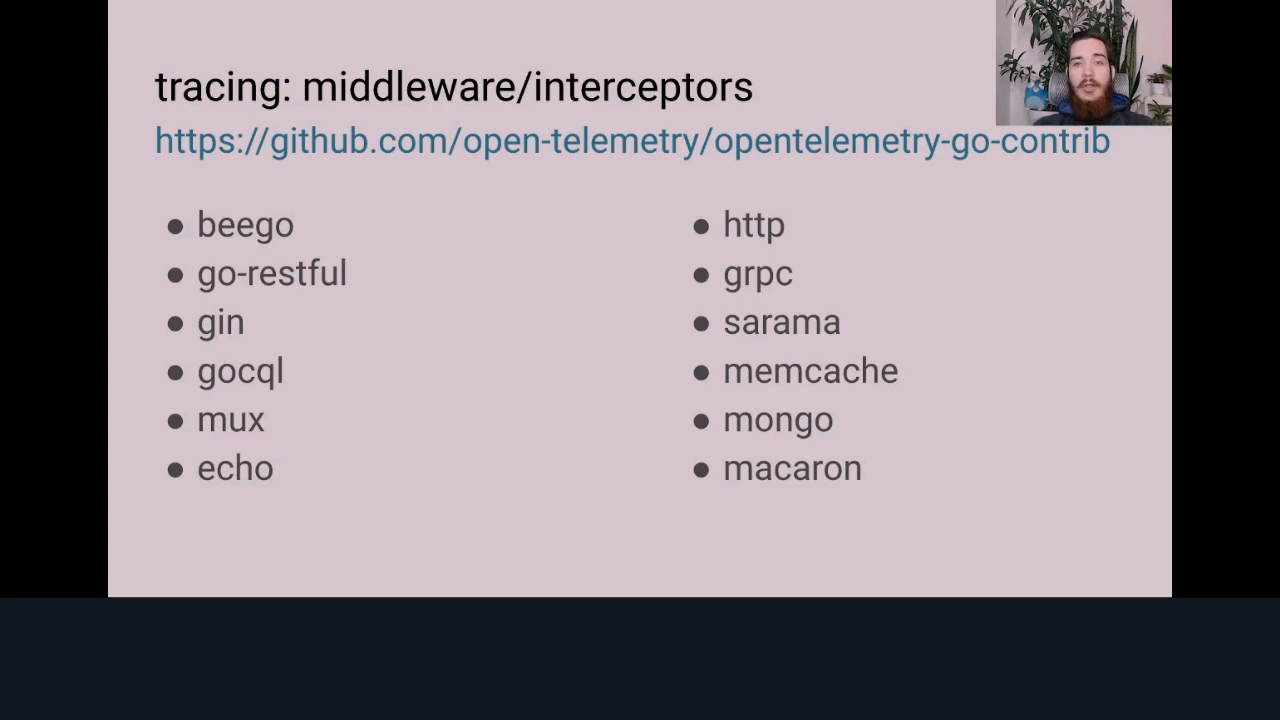 tracing: middleware/interceptors
https://github.com/open-telemetry/opentelemetry-go-contrib
● beego
● go-restful
● gin
● gocql
● mux
● echo
● http
● grpc
● sarama
● memcache
● mongo
● macaron